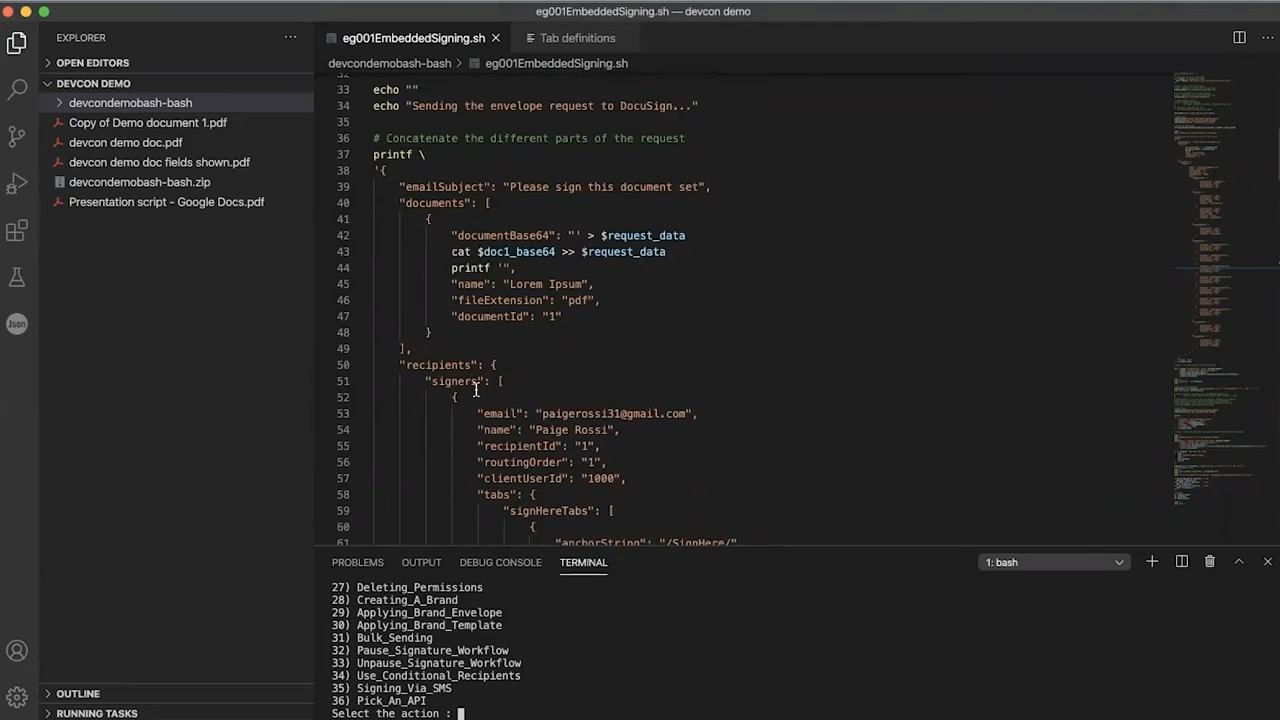 eg001EmbeddedSigning.sh — devcon demo
EXPLORER
OPEN EDITORS
DEVCON DEMO
devcondemobash-bash
Copy of Demo document 1.pdf
devcon demo doc.pdf
devcon demo doc fields shown.pdf
devcondemobash-bash.zip
Presentation script - Google Docs.pdf
OUTLINE
RUNNING TASKS
Json
eg001EmbeddedSigning.sh
Tab definitions
devcondemobash-bash > eg001EmbeddedSigning.sh
32
33 echo ""
34 echo "Sending the envelope request to DocuSign..."
35
36 # Concatenate the different parts of the request
37 printf \
38 '{
39 "emailSubject": "Please sign this document set",
40 "documents": [
41 {
42 "documentBase64": "' > $request_data
43 cat $doc1_base64 >> $request_data
44 printf '",
45 "name": "Lorem Ipsum",
46 "fileExtension": "pdf",
47 "documentId": "1"
48 }
49 ],
50 "recipients": {
51 "signers": [
52 {
53 "email": "paigerossi31@gmail.com",
54 "name": "Paige Rossi",
55 "recipientId": "1",
56 "routingOrder": "1",
57 "clientUserId": "1000",
58 "tabs": {
59 "signHereTabs": [
60 {
61 "anchorString": "/SignHere/"
PROBLEMS OUTPUT DEBUG CONSOLE TERMINAL
1: bash
27) Deleting_Permissions
28) Creating_A_Brand
29) Applying_Brand_Envelope
30) Applying_Brand_Template
31) Bulk_Sending
32) Pause_Signature_Workflow
33) Unpause_Signature_Workflow
34) Use_Conditional_Recipients
35) Signing_Via_SMS
36) Pick_An_API
Select the action :